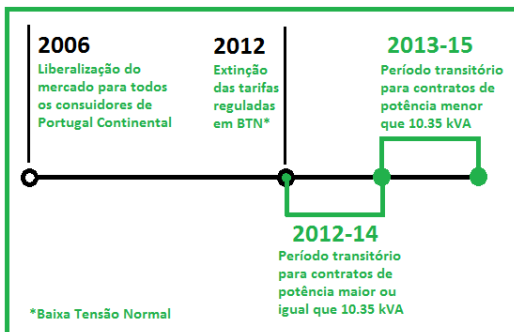 2006
Liberalização do
mercado para todos
os consuidores de
Portugal Continental
2012
Extinção
das tarifas
reguladas
em BTN*
2013-15
Período transitório
para contratos de
potência menor
que 10.35 kVA
2012-14
Período transitório
para contratos de
potência maior ou
igual que 10.35 kVA
*Baixa Tensão Normal